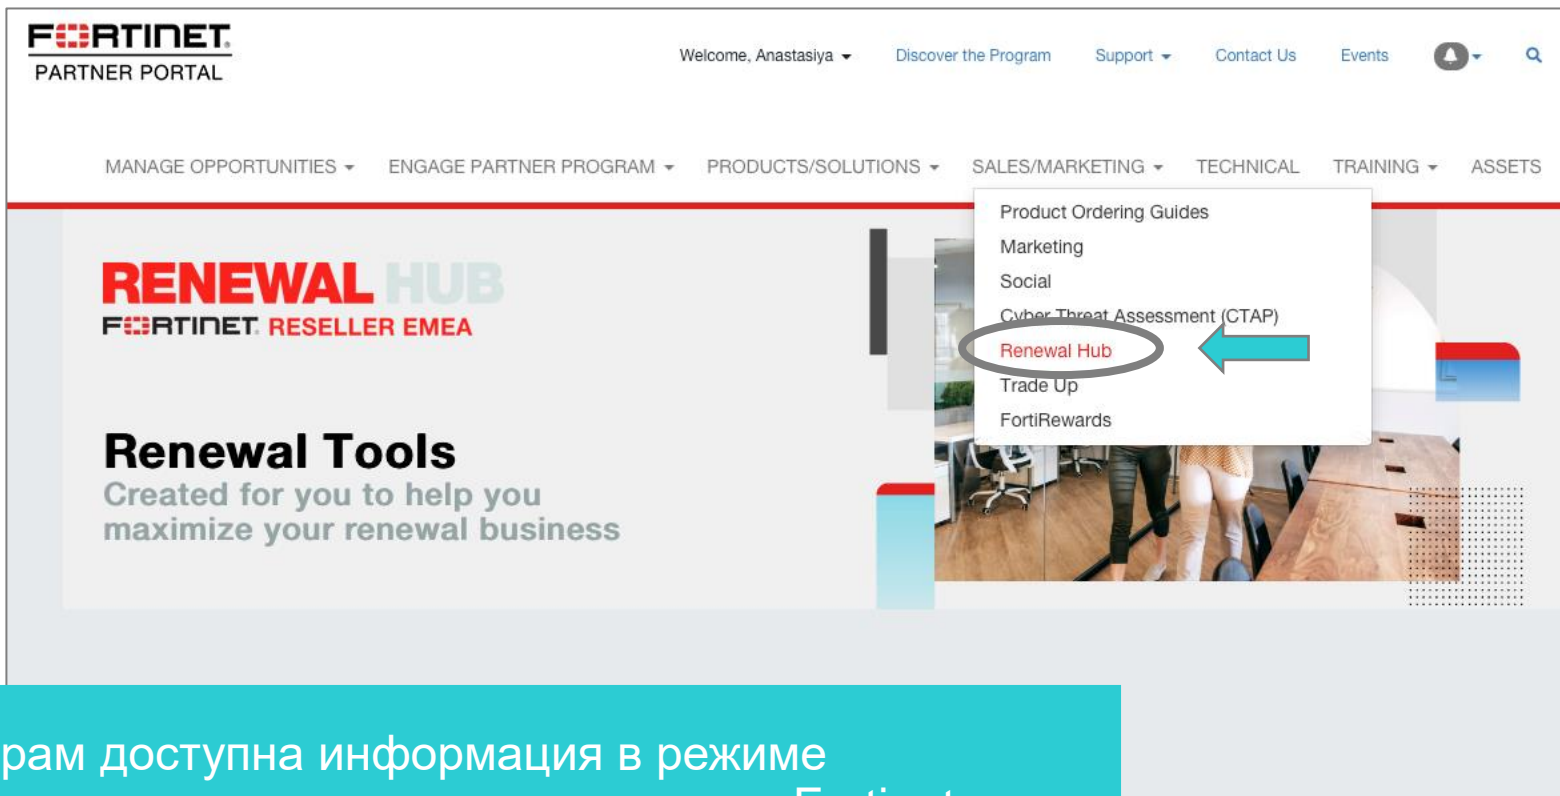 FORTINET
PARTNER PORTAL
Welcome, Anastasiya
Discover the Program
Support
Contact Us
Events
MANAGE OPPORTUNITIES
ENGAGE PARTNER PROGRAM
PRODUCTS/SOLUTIONS
SALES/MARKETING
TECHNICAL
TRAINING
ASSETS
Product Ordering Guides
Marketing
Social
Cyber Threat Assessment (CTAP)
Renewal Hub
Trade Up
FortiRewards
RENEWAL HUB
FORTINET RESELLER EMEA
Renewal Tools
Created for you to help you
maximize your renewal business
рам доступна информация в режиме